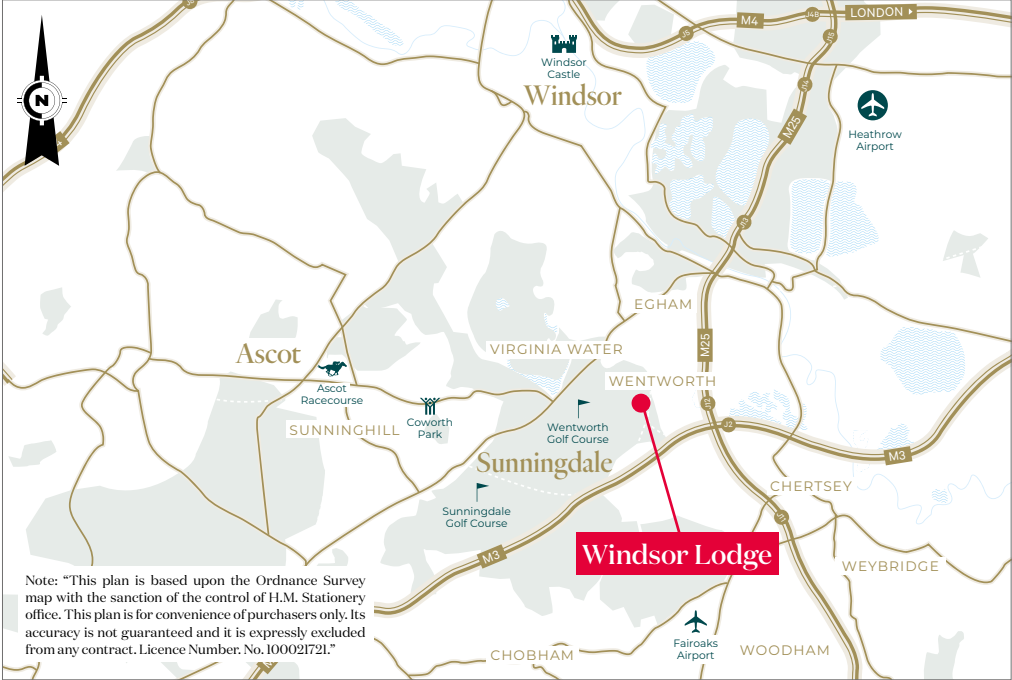 M4
J4B
LONDON
J5
J15
Windsor
Castle
Windsor
N
J14
M25
Heathrow
Airport
J13
EGHAM
M25
Ascot
VIRGINIA WATER
WENTWORTH
Ascot
Racecourse
J12
Coworth
Park
SUNNINGHILL
Wentworth
Golf Course
J2
M3
Sunningdale
CHERTSEY
Sunningdale
Golf Course
J11
M3
Windsor Lodge
WEYBRIDGE
Note: “This plan is based upon the Ordnance Survey
map with the sanction of the control of H.M. Stationery
office. This plan is for convenience of purchasers only. Its
accuracy is not guaranteed and it is expressly excluded
from any contract. Licence Number. No. 100021721.”
Fairoaks
Airport
WOODHAM
CHOBHAM